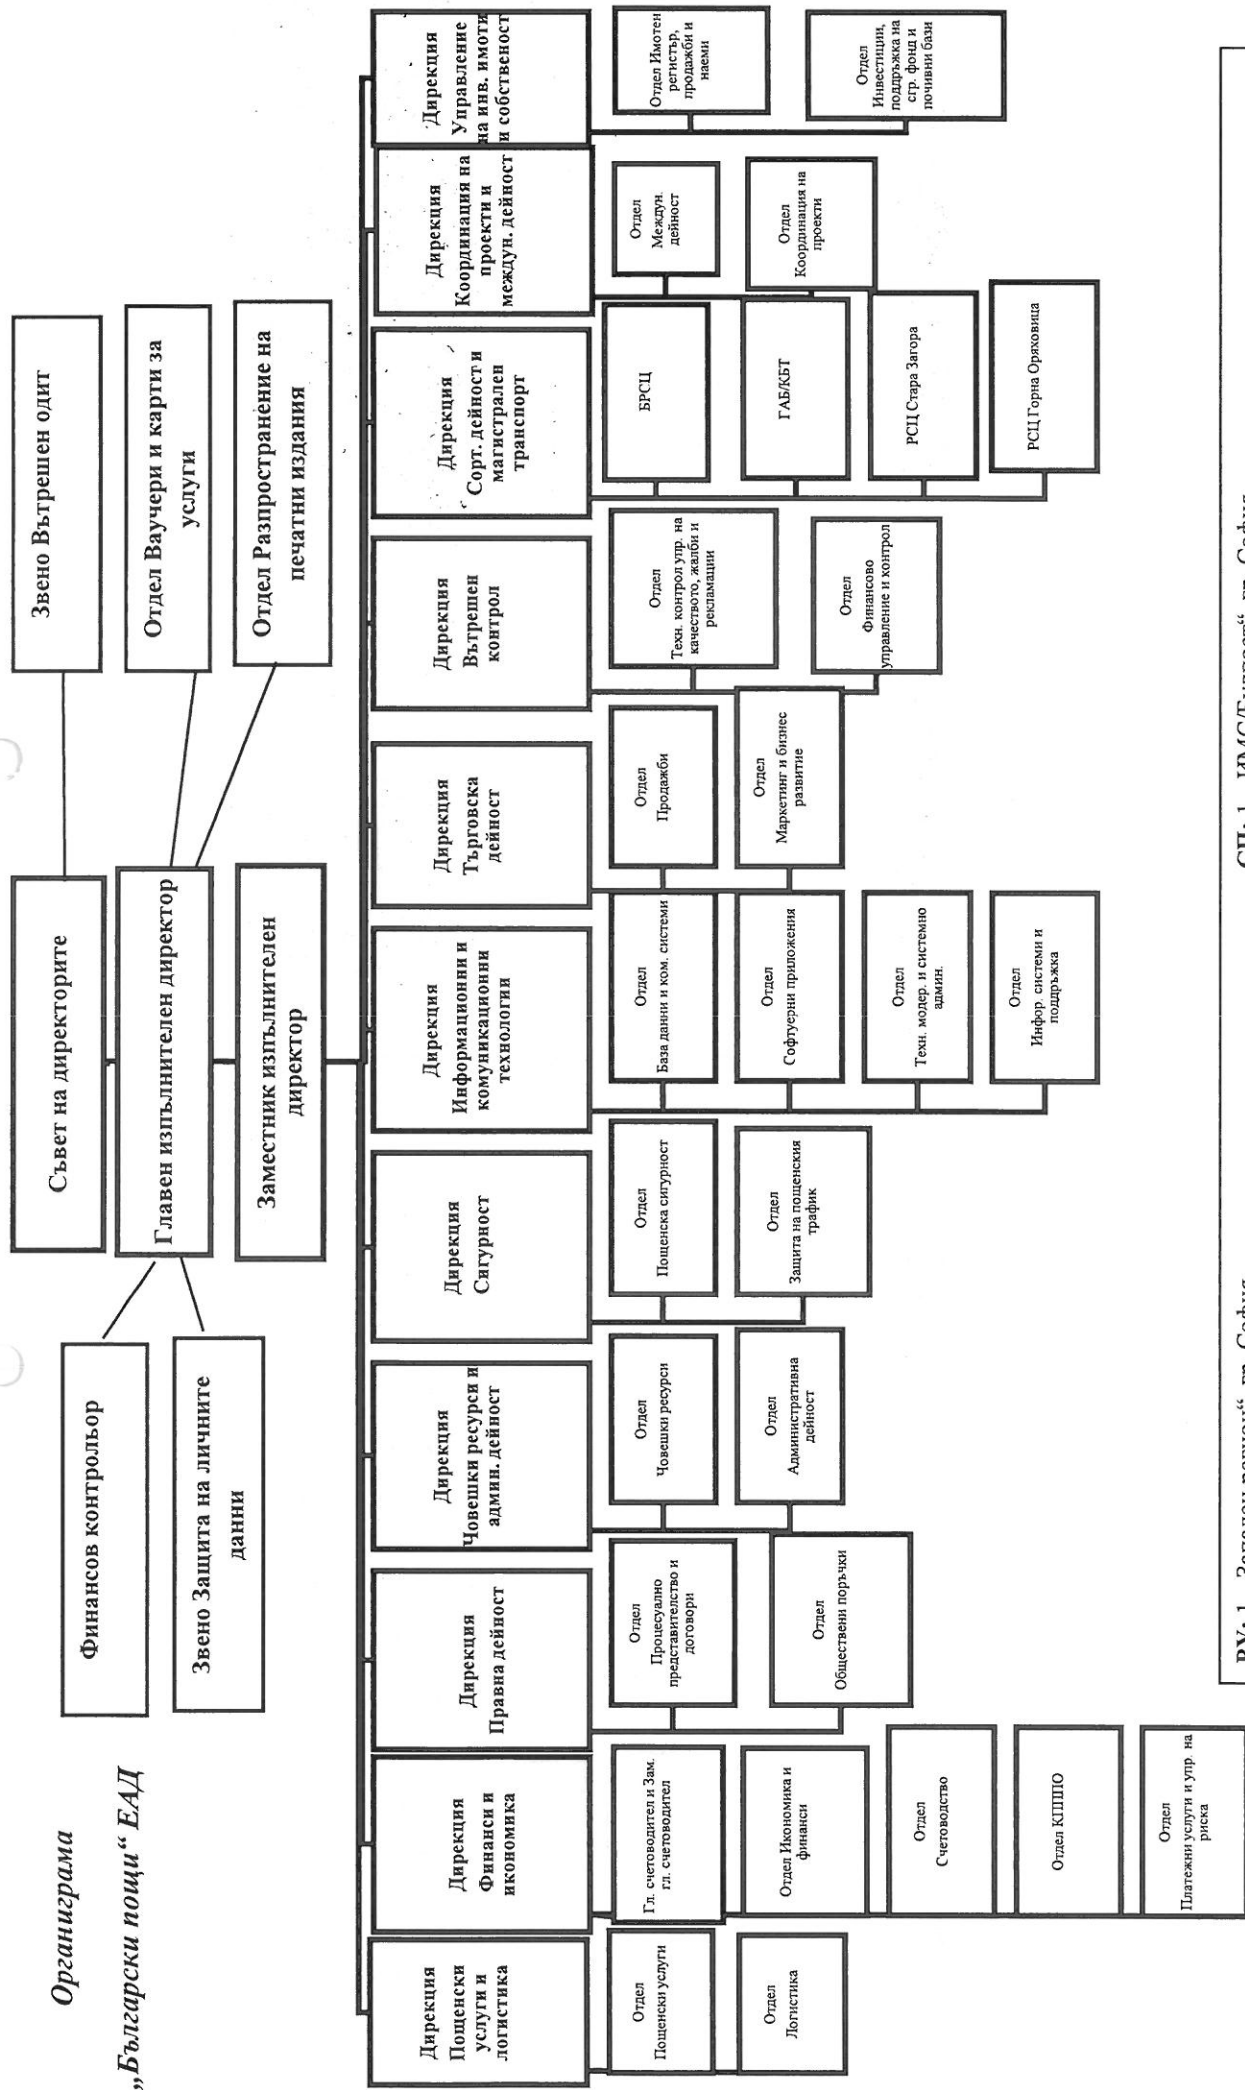 Органиграма
„Български пощи“ ЕАД
Финансов контрольор
Звено Защита на личните
данни
Съвет на директорите
Главен изпълнителен директор
Заместник изпълнителен
директор
Звено Вътрешен одит
Отдел Ваучери и карти за
услуги
Отдел Разпространение на
печатни издания
Дирекция
Пощенски
услуги и
логистика
Отдел
Пощенски услуги
Отдел
Логистика
Дирекция
Финанси и
икономика
Гл. счетоводител и Зам.
гл. счетоводител
Отдел Икономика и
финанси
Отдел
Счетоводство
Отдел КПППО
Отдел
Платежни услуги и упр. на
риска
Дирекция
Правна дейност
Отдел
Процесуално
представителство и
договори
Отдел
Обществени поръчки
Дирекция
Човешки ресурси и
админ. дейност
Отдел
Човешки ресурси
Отдел
Административна
дейност
Дирекция
Сигурност
Отдел
Пощенска сигурност
Отдел
Защита на пощенския
трафик
Дирекция
Информационни и
комуникационни
технологии
Отдел
База данни и ком. системи
Отдел
Софтуерни приложения
Отдел
Техн. модер. и системно
админ.
Отдел
Инфор. системи и
поддръжка
Дирекция
Търговска
дейност
Отдел
Продажби
Отдел
Маркетинг и бизнес
развитие
Дирекция
Вътрешен
контрол
Отдел
Техн. контрол упр. на
качеството, жалби и
рекламации
Отдел
Финансово
управление и контрол
Дирекция
Сорт. дейност и
магистрален
транспорт
БРСЦ
ГАБ/КБТ
РСЦ Стара Загора
РСЦ Горна Оряховица
Дирекция
Координация на
проекти и
междун. дейност
Отдел
Междун.
дейност
Отдел
Координация на
проекти
Дирекция
Управление
на инв. имоти
и собственост
Отдел Имотен
регистър,
продажби и
наеми
Отдел
Инвестиции,
поддръжка на
сгр. фонд и
почивни бази